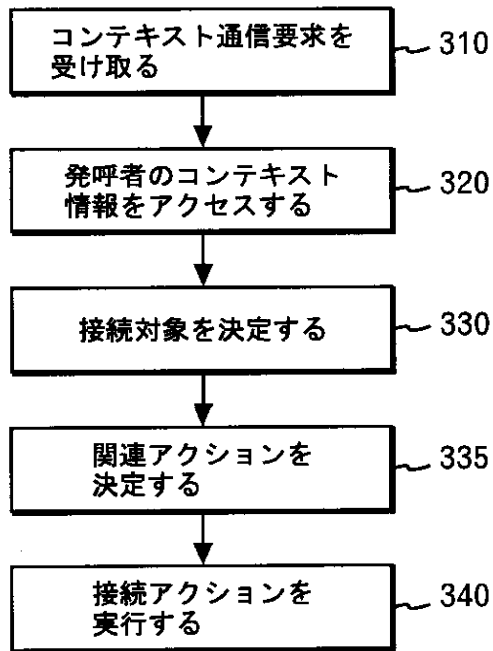 コンテキスト通信要求を
受け取る
310
発呼者のコンテキスト
情報をアクセスする
320
接続対象を決定する
330
関連アクションを
決定する
335
接続アクションを
実行する
340